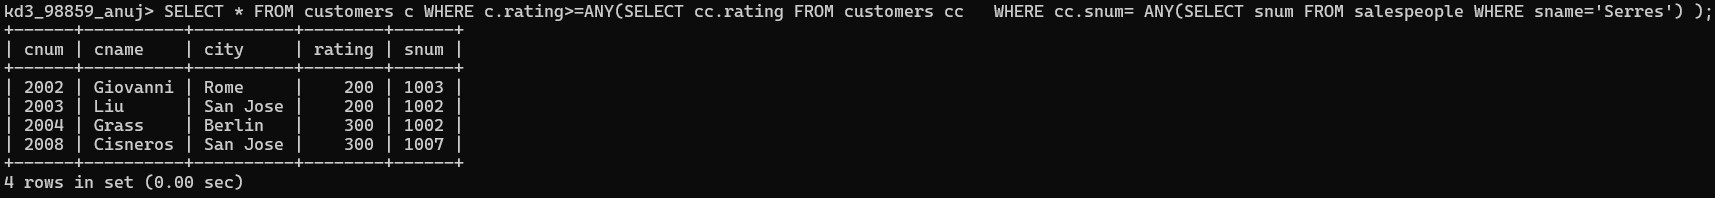 kd3_98859_anuj> SELECT * FROM customers c WHERE c.rating>=ANY(SELECT cc.rating FROM customers cc   WHERE cc.snum= ANY(SELECT snum FROM salespeople WHERE sname='Serres') );
+------+----------+----------+--------+------+
| cnum | cname    | city     | rating | snum |
+------+----------+----------+--------+------+
| 2002 | Giovanni | Rome     |    200 | 1003 |
| 2003 | Liu      | San Jose |    200 | 1002 |
| 2004 | Grass    | Berlin   |    300 | 1002 |
| 2008 | Cisneros | San Jose |    300 | 1007 |
+------+----------+----------+--------+------+
4 rows in set (0.00 sec)